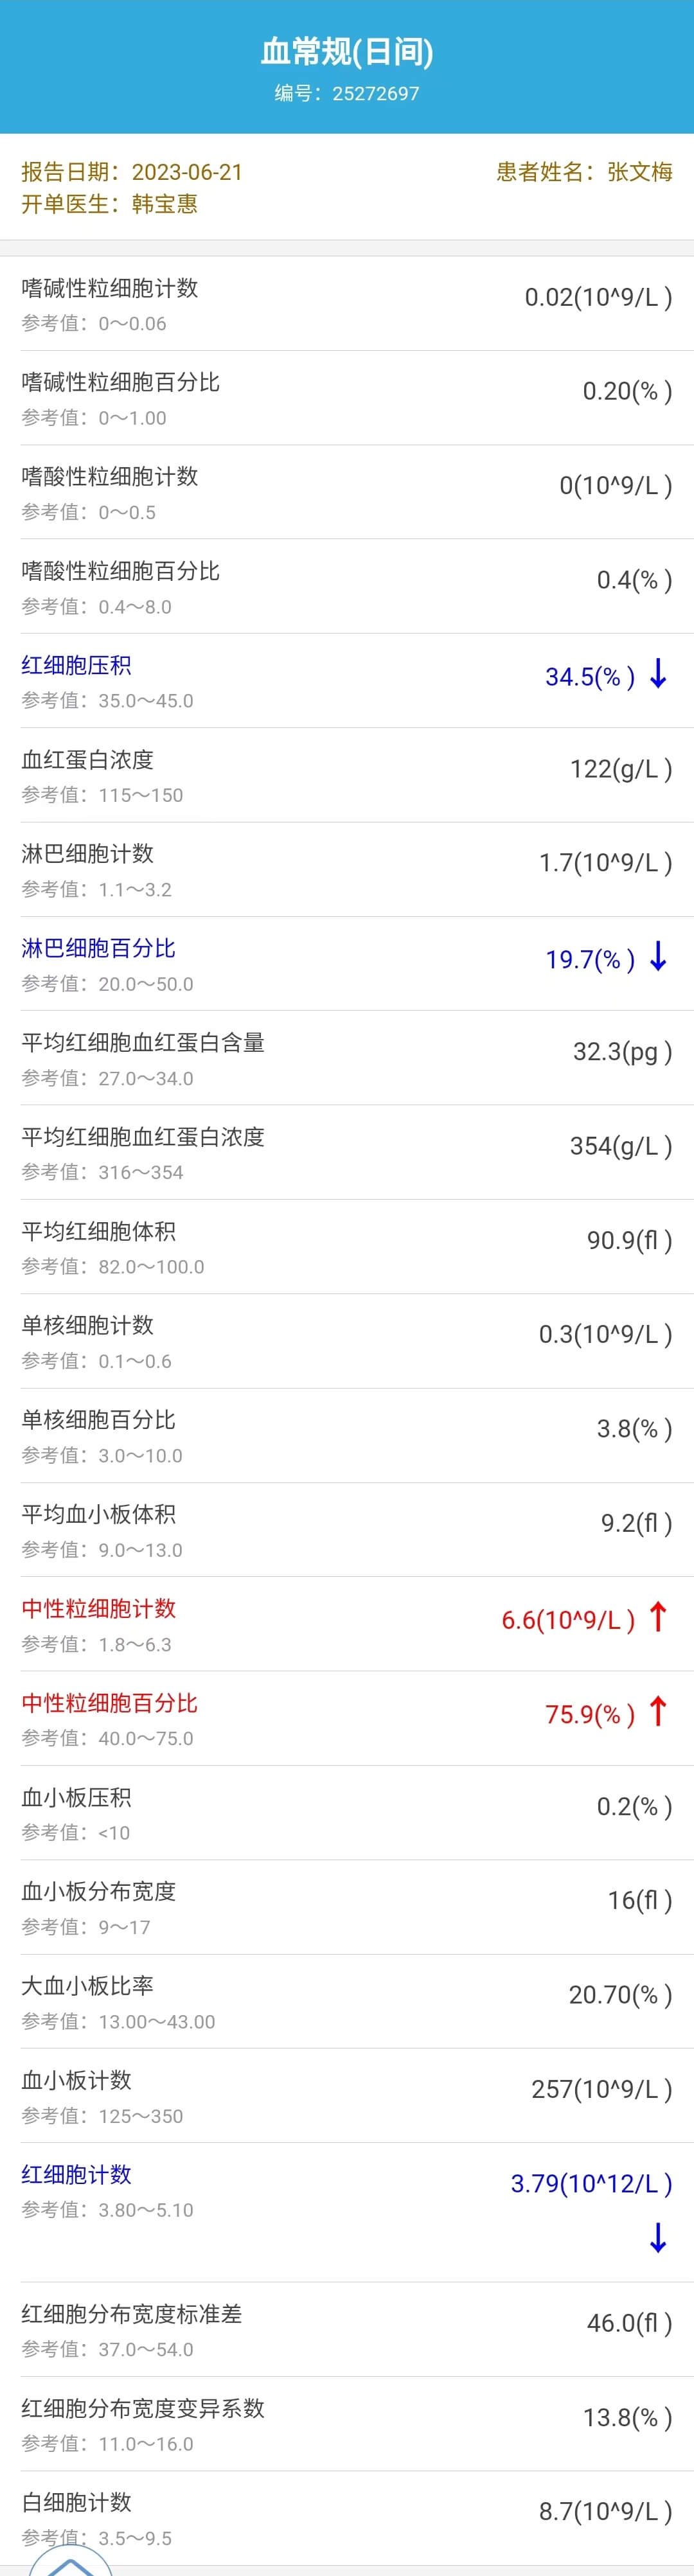 血常规(日间)
编号：25272697
报告日期：2023-06-21 患者姓名：张文梅
开单医生：韩宝惠
嗜碱性粒细胞计数 0.02(10^9/L )
参考值：0～0.06
嗜碱性粒细胞百分比 0.20(% )
参考值：0～1.00
嗜酸性粒细胞计数 0(10^9/L )
参考值：0～0.5
嗜酸性粒细胞百分比 0.4(% )
参考值：0.4～8.0
红细胞压积 34.5(% ) ↓
参考值：35.0～45.0
血红蛋白浓度 122(g/L )
参考值：115～150
淋巴细胞计数 1.7(10^9/L )
参考值：1.1～3.2
淋巴细胞百分比 19.7(% ) ↓
参考值：20.0～50.0
平均红细胞血红蛋白含量 32.3(pg )
参考值：27.0～34.0
平均红细胞血红蛋白浓度 354(g/L )
参考值：316～354
平均红细胞体积 90.9(fl )
参考值：82.0～100.0
单核细胞计数 0.3(10^9/L )
参考值：0.1～0.6
单核细胞百分比 3.8(% )
参考值：3.0～10.0
平均血小板体积 9.2(fl )
参考值：9.0～13.0
中性粒细胞计数 6.6(10^9/L ) ↑
参考值：1.8～6.3
中性粒细胞百分比 75.9(% ) ↑
参考值：40.0～75.0
血小板压积 0.2(% )
参考值：<10
血小板分布宽度 16(fl )
参考值：9～17
大血小板比率 20.70(% )
参考值：13.00～43.00
血小板计数 257(10^9/L )
参考值：125～350
红细胞计数 3.79(10^12/L )
参考值：3.80～5.10
↓
红细胞分布宽度标准差 46.0(fl )
参考值：37.0～54.0
红细胞分布宽度变异系数 13.8(% )
参考值：11.0～16.0
白细胞计数 8.7(10^9/L )
参考值：3.5～9.5